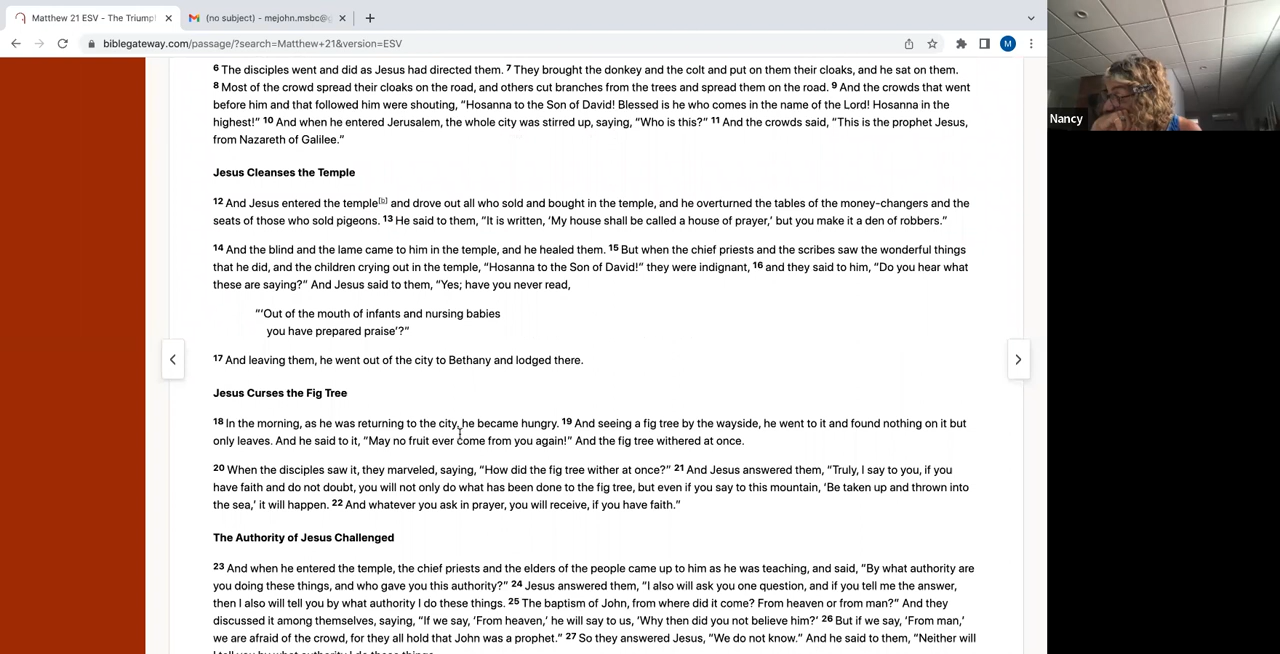 Matthew 21 ESV - The Triump
(no subject) - mejohn.msbc@g
biblegateway.com/passage/?search=Matthew+21&version=ESV
M
6 The disciples went and did as Jesus had directed them. 7 They brought the donkey and the colt and put on them their cloaks, and he sat on them.
8 Most of the crowd spread their cloaks on the road, and others cut branches from the trees and spread them on the road. 9 And the crowds that went
before him and that followed him were shouting, “Hosanna to the Son of David! Blessed is he who comes in the name of the Lord! Hosanna in the
highest!” 10 And when he entered Jerusalem, the whole city was stirred up, saying, “Who is this?” 11 And the crowds said, “This is the prophet Jesus,
from Nazareth of Galilee.”
Jesus Cleanses the Temple
12 And Jesus entered the temple[b] and drove out all who sold and bought in the temple, and he overturned the tables of the money-changers and the
seats of those who sold pigeons. 13 He said to them, “It is written, ‘My house shall be called a house of prayer,’ but you make it a den of robbers.”
14 And the blind and the lame came to him in the temple, and he healed them. 15 But when the chief priests and the scribes saw the wonderful things
that he did, and the children crying out in the temple, “Hosanna to the Son of David!” they were indignant, 16 and they said to him, “Do you hear what
these are saying?” And Jesus said to them, “Yes; have you never read,
“‘Out of the mouth of infants and nursing babies
you have prepared praise’?”
17 And leaving them, he went out of the city to Bethany and lodged there.
Jesus Curses the Fig Tree
18 In the morning, as he was returning to the city, he became hungry. 19 And seeing a fig tree by the wayside, he went to it and found nothing on it but
only leaves. And he said to it, “May no fruit ever come from you again!” And the fig tree withered at once.
20 When the disciples saw it, they marveled, saying, “How did the fig tree wither at once?” 21 And Jesus answered them, “Truly, I say to you, if you
have faith and do not doubt, you will not only do what has been done to the fig tree, but even if you say to this mountain, ‘Be taken up and thrown into
the sea,’ it will happen. 22 And whatever you ask in prayer, you will receive, if you have faith.”
The Authority of Jesus Challenged
23 And when he entered the temple, the chief priests and the elders of the people came up to him as he was teaching, and said, “By what authority are
you doing these things, and who gave you this authority?” 24 Jesus answered them, “I also will ask you one question, and if you tell me the answer,
then I also will tell you by what authority I do these things. 25 The baptism of John, from where did it come? From heaven or from man?” And they
discussed it among themselves, saying, “If we say, ‘From heaven,’ he will say to us, ‘Why then did you not believe him?’ 26 But if we say, ‘From man,’
we are afraid of the crowd, for they all hold that John was a prophet.” 27 So they answered Jesus, “We do not know.” And he said to them, “Neither will
I tell you by what authority I do these things.
Nancy